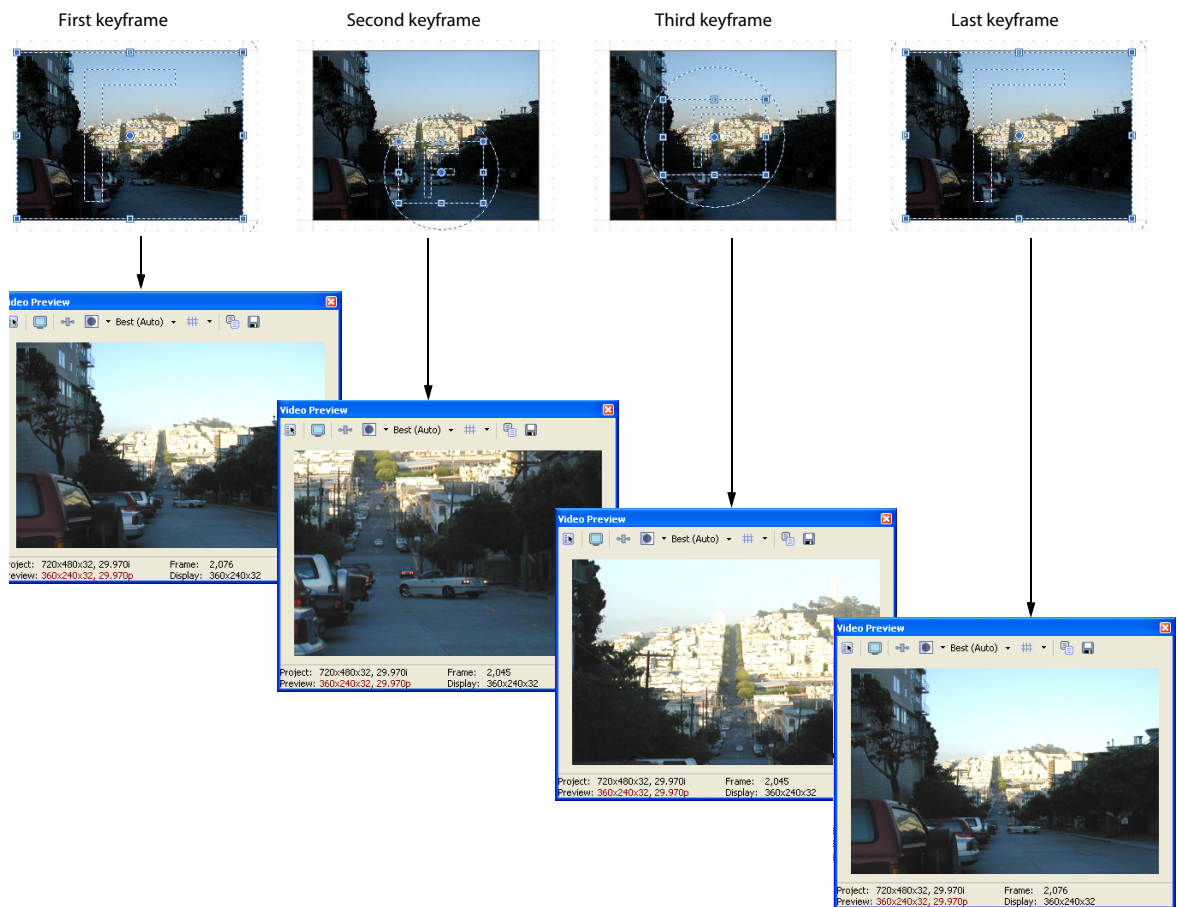 First keyframe
Second keyframe
Third keyframe
Last keyframe
ideo Preview
Best (Auto)
roject: 720x480x32, 29.970i Frame: 2,076
review: 360x240x32, 29.970p Display: 360x240x32
Video Preview
Best (Auto)
Project: 720x480x32, 29.970i Frame: 2,045
Preview: 360x240x32, 29.970p Display: 360x240x32
Video Preview
Best (Auto)
Project: 720x480x32, 29.970i Frame: 2,045
Preview: 360x240x32, 29.970p Display: 360x240x32
Video Preview
Best (Auto)
Project: 720x480x32, 29.970i Frame: 2,076
Preview: 360x240x32, 29.970p Display: 360x240x32